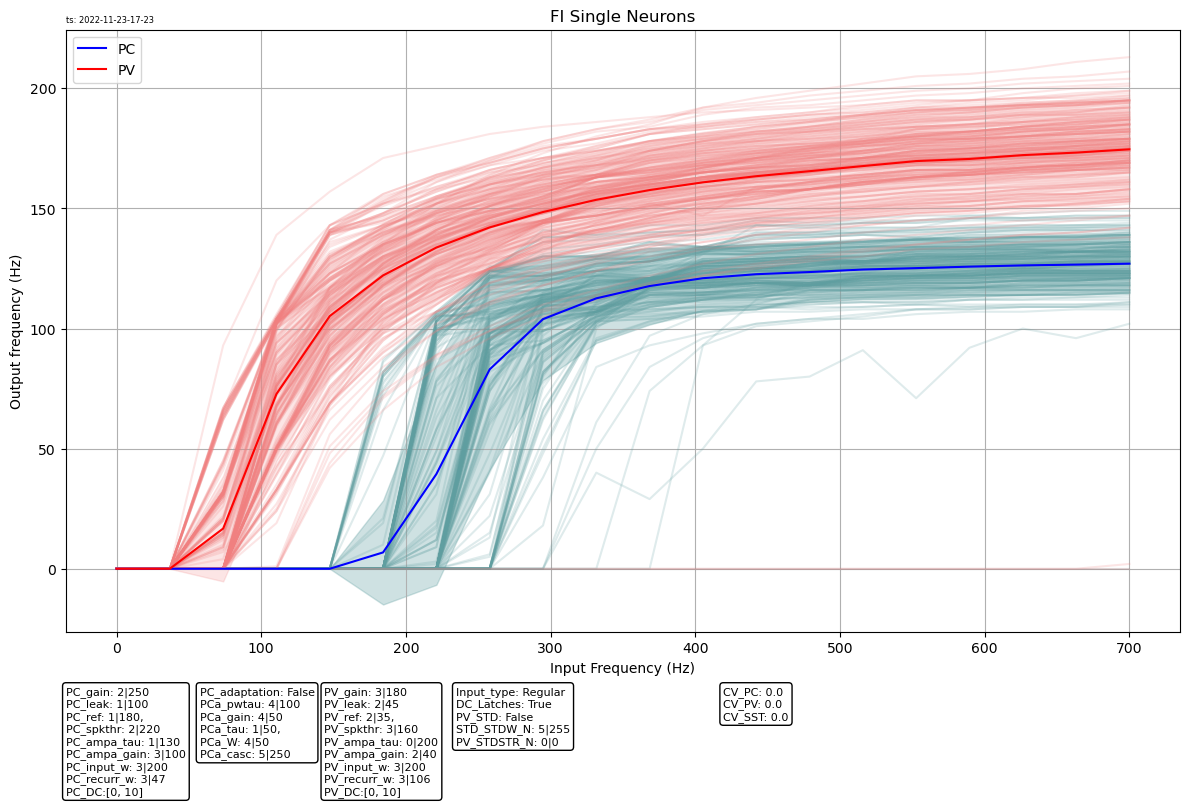 ts: 2022-11-23-17-23
FI Single Neurons
PC
PV
Output frequency (Hz)
200
150
100
50
0
0 100 200 300 400 500 600 700
Input Frequency (Hz)
PC_gain: 2|250
PC_leak: 1|100
PC_ref: 1|180,
PC_spkthr: 2|220
PC_ampa_tau: 1|130
PC_ampa_gain: 3|100
PC_input_w: 3|200
PC_recurr_w: 3|47
PC_DC:[0, 10]
PC_adaptation: False
PCa_pwtau: 4|100
PCa_gain: 4|50
PCa_tau: 1|50,
PCa_W: 4|50
PCa_casc: 5|250
PV_gain: 3|180
PV_leak: 2|45
PV_ref: 2|35,
PV_spkthr: 3|160
PV_ampa_tau: 0|200
PV_ampa_gain: 2|40
PV_input_w: 3|200
PV_recurr_w: 3|106
PV_DC:[0, 10]
Input_type: Regular
DC_Latches: True
PV_STD: False
STD_STDW_N: 5|255
PV_STDSTR_N: 0|0
CV_PC: 0.0
CV_PV: 0.0
CV_SST: 0.0